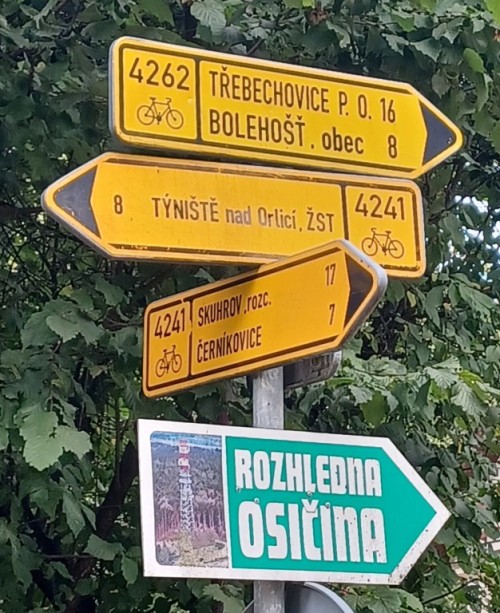 4262
TŘEBECHOVICE P. O. 16
BOLEHOŠŤ, obec 8
8 TÝNIŠTĚ nad Orlicí, ŽST 4241
4241
SKUHROV, rozc. 17
ČERNÍKOVICE 7
ROZHLEDNA
OSIČINA